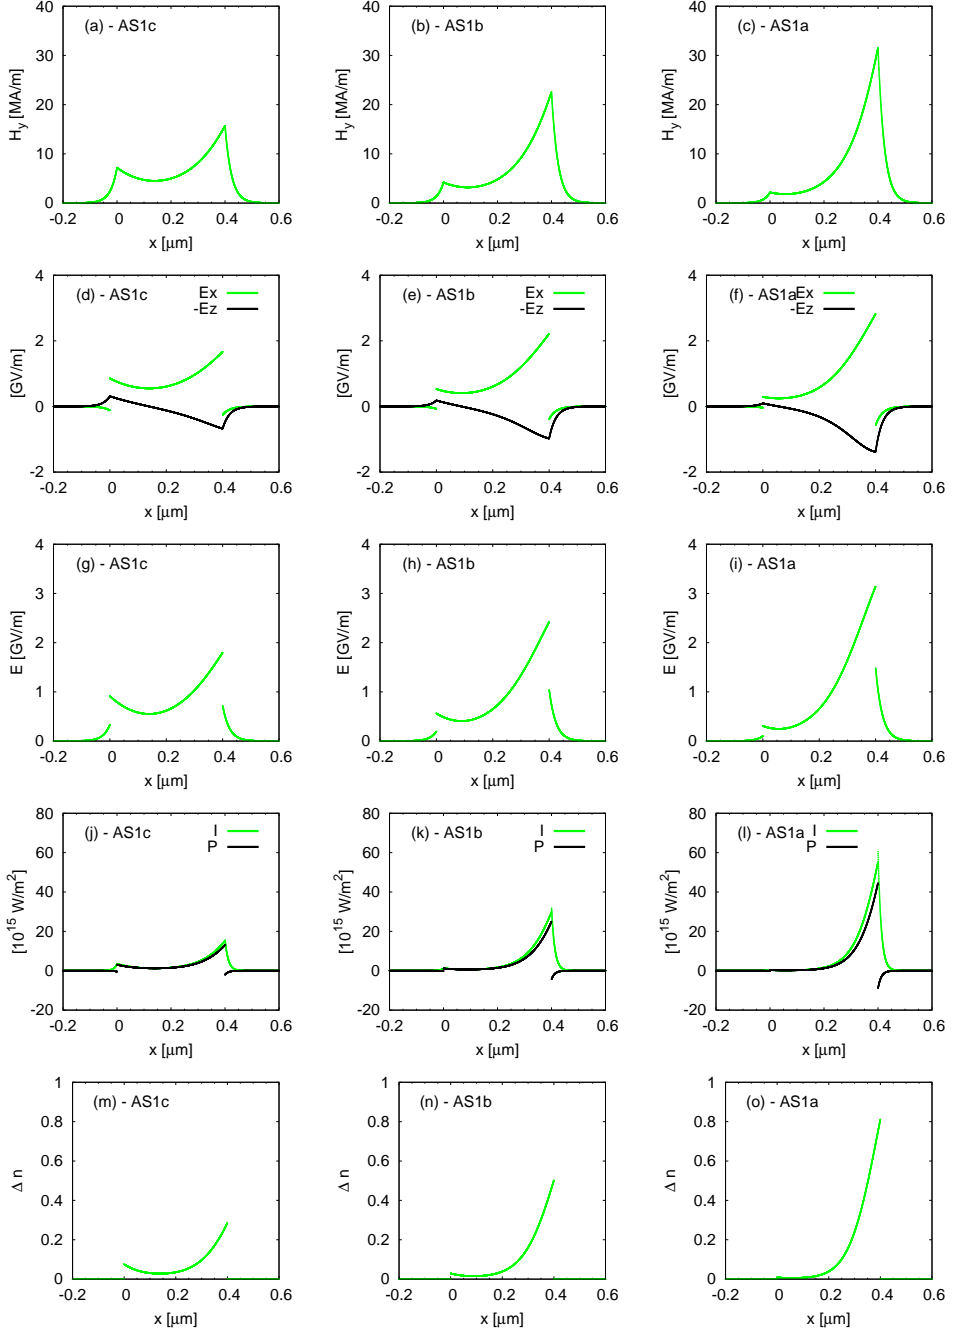 (a) - AS1c
H_y [MA/m]
40
30
20
10
0
-0.2 0 0.2 0.4 0.6
x [μm]
(b) - AS1b
H_y [MA/m]
40
30
20
10
0
-0.2 0 0.2 0.4 0.6
x [μm]
(c) - AS1a
H_y [MA/m]
40
30
20
10
0
-0.2 0 0.2 0.4 0.6
x [μm]
(d) - AS1c
Ex
-Ez
[GV/m]
4
2
0
-2
-0.2 0 0.2 0.4 0.6
x [μm]
(e) - AS1b
Ex
-Ez
[GV/m]
4
2
0
-2
-0.2 0 0.2 0.4 0.6
x [μm]
(f) - AS1a
Ex
-Ez
[GV/m]
4
2
0
-2
-0.2 0 0.2 0.4 0.6
x [μm]
(g) - AS1c
E [GV/m]
4
3
2
1
0
-0.2 0 0.2 0.4 0.6
x [μm]
(h) - AS1b
E [GV/m]
4
3
2
1
0
-0.2 0 0.2 0.4 0.6
x [μm]
(i) - AS1a
E [GV/m]
4
3
2
1
0
-0.2 0 0.2 0.4 0.6
x [μm]
(j) - AS1c
I
P
[10^15 W/m^2]
80
60
40
20
0
-20
-0.2 0 0.2 0.4 0.6
x [μm]
(k) - AS1b
I
P
[10^15 W/m^2]
80
60
40
20
0
-20
-0.2 0 0.2 0.4 0.6
x [μm]
(l) - AS1a
I
P
[10^15 W/m^2]
80
60
40
20
0
-20
-0.2 0 0.2 0.4 0.6
x [μm]
(m) - AS1c
Δ n
1
0.8
0.6
0.4
0.2
0
-0.2 0 0.2 0.4 0.6
x [μm]
(n) - AS1b
Δ n
1
0.8
0.6
0.4
0.2
0
-0.2 0 0.2 0.4 0.6
x [μm]
(o) - AS1a
Δ n
1
0.8
0.6
0.4
0.2
0
-0.2 0 0.2 0.4 0.6
x [μm]